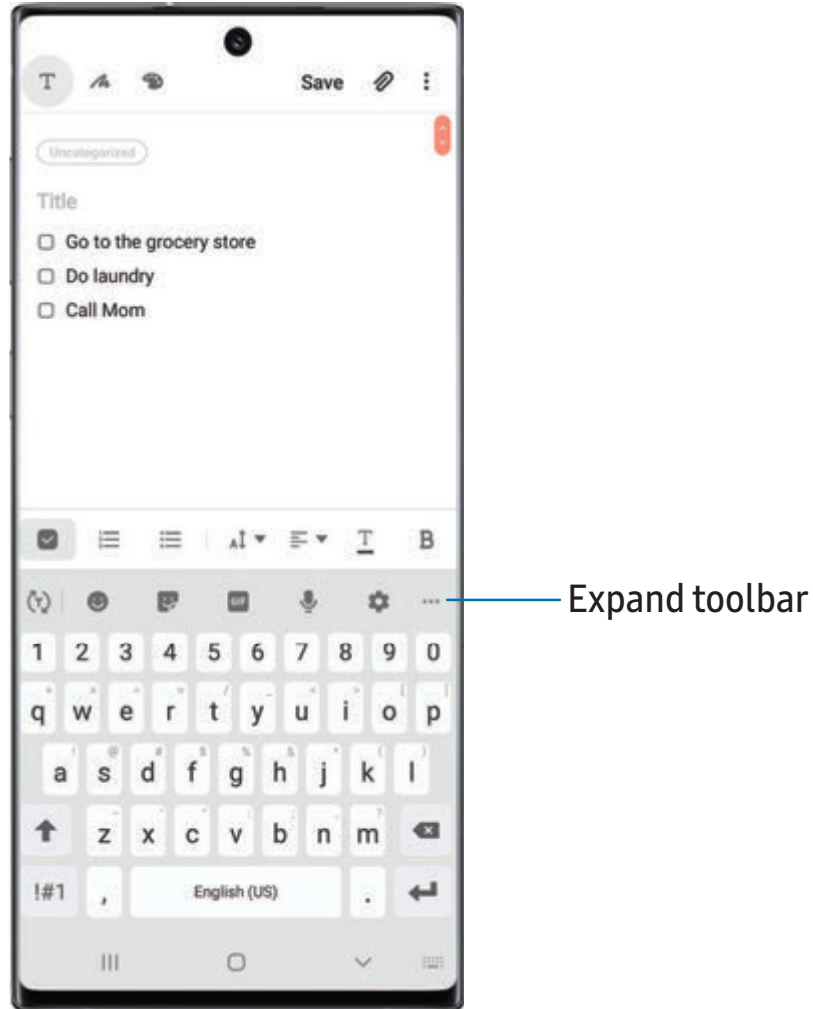 T Save
Uncategorized
Title
Go to the grocery store
Do laundry
Call Mom
T B
GIF
Expand toolbar
1 2 3 4 5 6 7 8 9 0
q w e r t y u i o p
a s d f g h j k l
z x c v b n m
!#1 , English (US) .